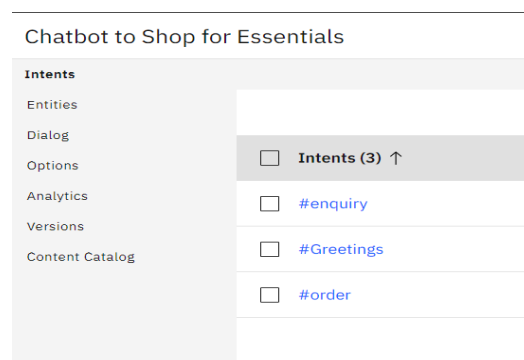 Chatbot to Shop for Essentials
Intents
Entities
Dialog
Options
Analytics
Versions
Content Catalog
Intents (3) ↑
#enquiry
#Greetings
#order